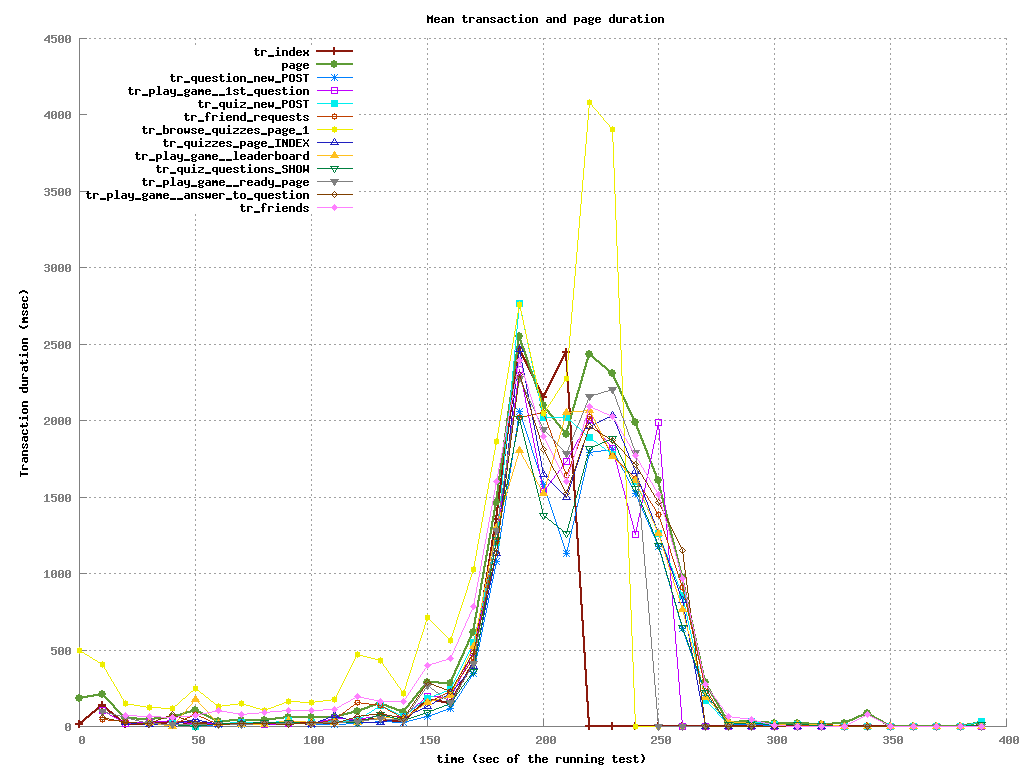 Mean transaction and page duration
4500
4000
3500
3000
2500
2000
1500
1000
500
0
Transaction duration (msec)
tr_index
page
tr_question_new_POST
tr_play_game__1st_question
tr_quiz_new_POST
tr_friend_requests
tr_browse_quizzes_page_1
tr_quizzes_page_INDEX
tr_play_game__leaderboard
tr_quiz_questions_SHOW
tr_play_game__ready_page
tr_play_game__answer_to_question
tr_friends
0 50 100 150 200 250 300 350 400
time (sec of the running test)